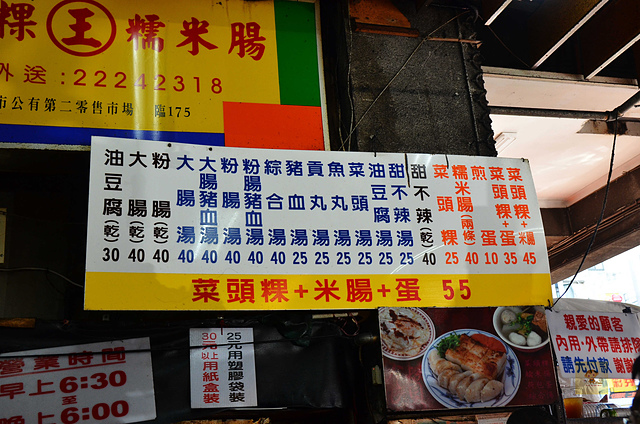 粿王糯米腸
外送:22242318
市公有第二零售市場 臨175
油豆腐(乾) 30
大腸(乾) 40
粉腸(乾) 40
大腸湯 40
大腸豬血湯 40
粉腸湯 40
粉腸豬血湯 40
綜合湯 40
豬血湯 25
貢丸湯 25
魚丸湯 25
菜頭湯 25
油豆腐湯 25
甜不辣湯 25
甜不辣(乾) 40
菜頭粿 25
糯米腸(兩條) 40
煎蛋 10
菜頭粿+蛋 35
菜頭粿+米腸 45
菜頭粿+米腸+蛋 55
營業時間
早上6:30
至
晚上6:00
25元用塑膠袋裝
30元以上用紙盒裝
親愛的顧客
內用·外帶請排
請先付款 謝